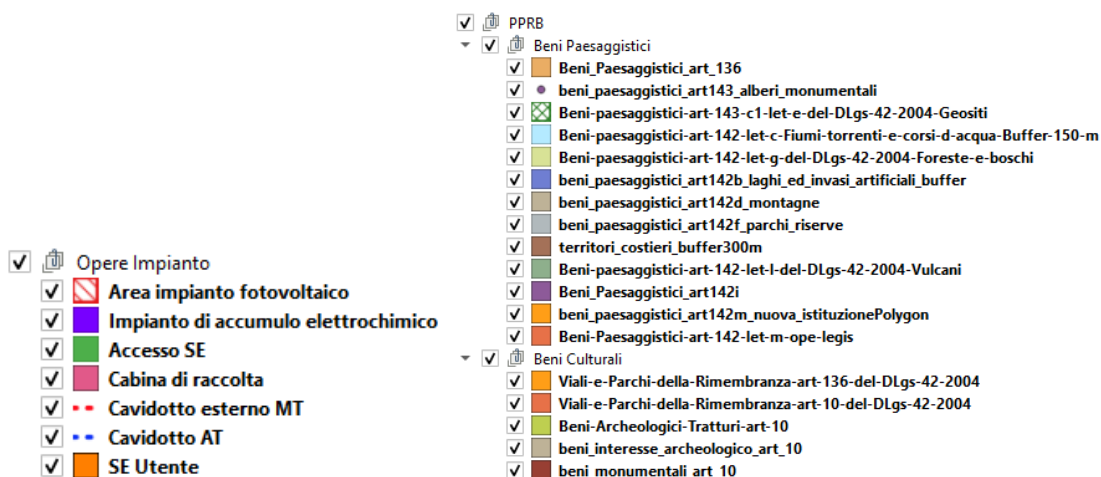 Opere Impianto
Area impianto fotovoltaico
Impianto di accumulo elettrochimico
Accesso SE
Cabina di raccolta
Cavidotto esterno MT
Cavidotto AT
SE Utente
PPRB
Beni Paesaggistici
Beni_Paesaggistici_art_136
beni_paesaggistici_art143_alberi_monumentali
Beni-paesaggistici-art-143-c1-let-e-del-DLgs-42-2004-Geositi
Beni-paesaggistici-art-142-let-c-Fiumi-torrenti-e-corsi-d-acqua-Buffer-150-m
Beni-paesaggistici-art-142-let-g-del-DLgs-42-2004-Foreste-e-boschi
beni_paesaggistici_art142b_laghi_ed_invasi_artificiali_buffer
beni_paesaggistici_art142d_montagne
beni_paesaggistici_art142f_parchi_riserve
territori_costieri_buffer300m
Beni-paesaggistici-art-142-let-l-del-DLgs-42-2004-Vulcani
Beni_Paesaggistici_art142i
beni_paesaggistici_art142m_nuova_istituzionePolygon
Beni-Paesaggistici-art-142-let-m-ope-legis
Beni Culturali
Viali-e-Parchi-della-Rimembranza-art-136-del-DLgs-42-2004
Viali-e-Parchi-della-Rimembranza-art-10-del-DLgs-42-2004
Beni-Archeologici-Tratturi-art-10
beni_interesse_archeologico_art_10
beni_monumentali_art_10